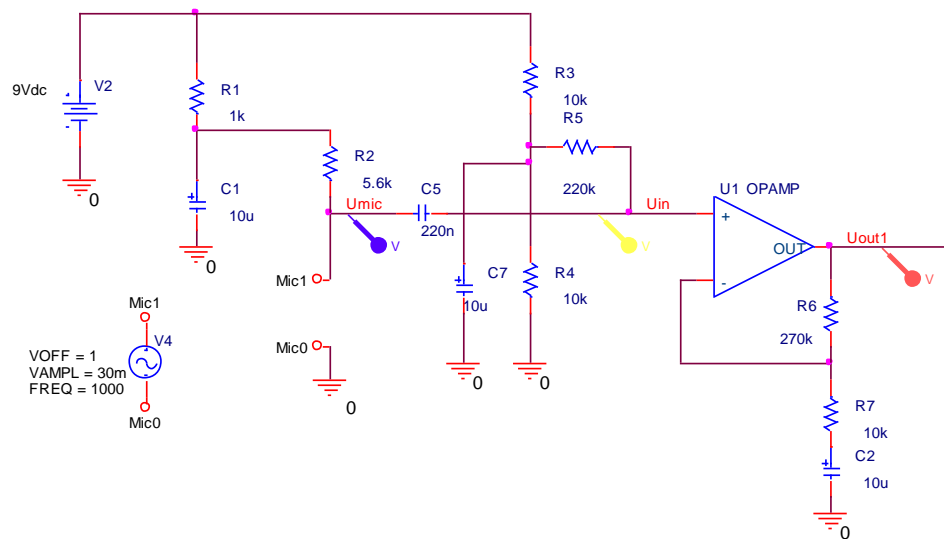 9Vdc
V2
R1
1k
R3
10k
R5
220k
R2
5.6k
C1
10u
0
0
Umic
C5
220n
Uin
U1 OPAMP
+
-
OUT
Uout1
V
V
V
Mic1
Mic0
0
C7
10u
0
R4
10k
0
R6
270k
R7
10k
C2
10u
0
Mic1
V4
VOFF = 1
VAMPL = 30m
FREQ = 1000
Mic0